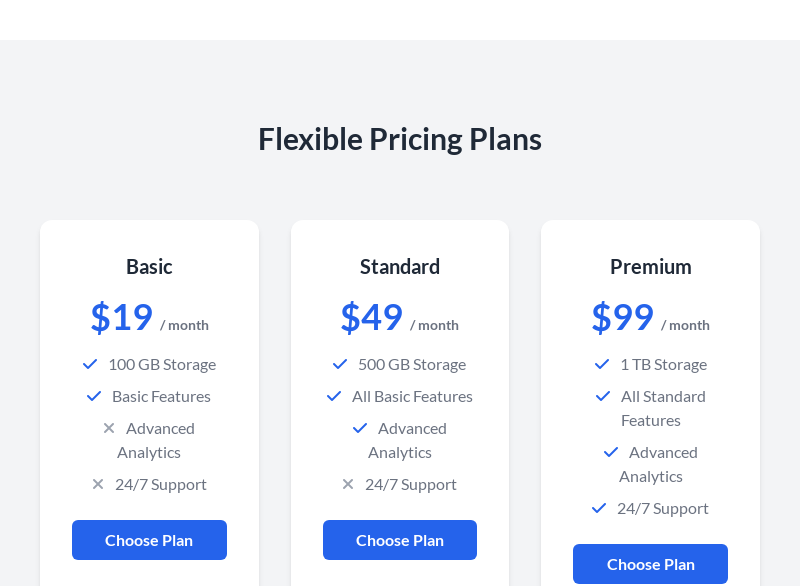 Flexible Pricing Plans
Basic
$19 / month
100 GB Storage
Basic Features
Advanced
Analytics
24/7 Support
Choose Plan
Standard
$49 / month
500 GB Storage
All Basic Features
Advanced
Analytics
24/7 Support
Choose Plan
Premium
$99 / month
1 TB Storage
All Standard
Features
Advanced
Analytics
24/7 Support
Choose Plan